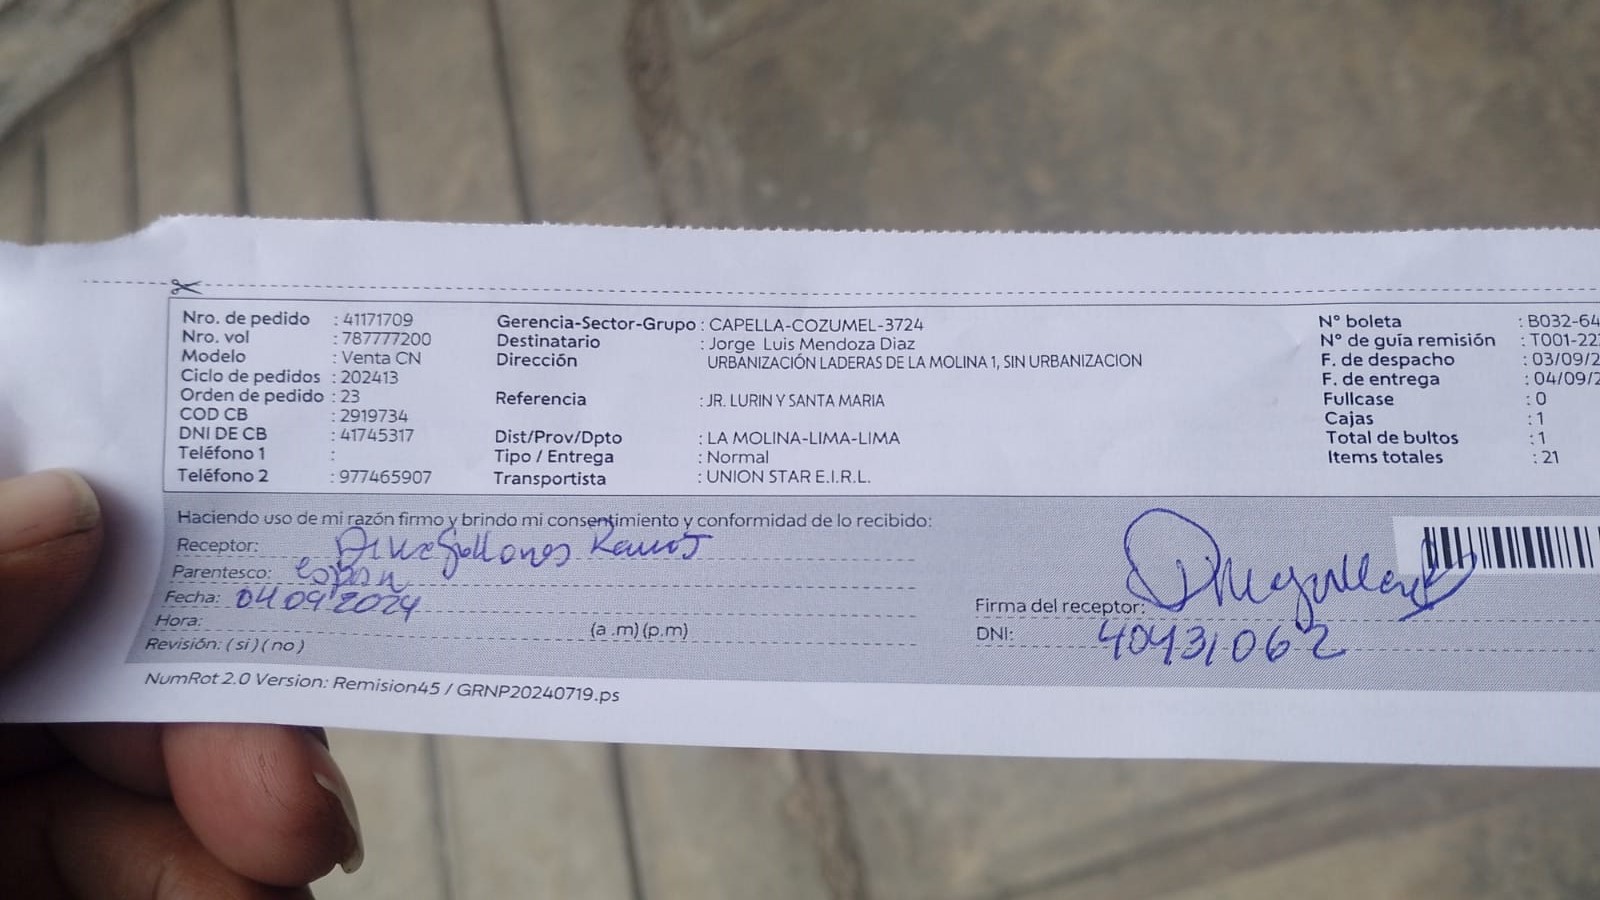 Nro. de pedido : 41171709
Nro. vol : 787777200
Modelo : Venta CN
Ciclo de pedidos : 202413
Orden de pedido : 23
COD CB : 2919734
DNI DE CB : 41745317
Teléfono 1 :
Teléfono 2 : 977465907
Gerencia-Sector-Grupo : CAPELLA-COZUMEL-3724
Destinatario : Jorge Luis Mendoza Diaz
Dirección URBANIZACIÓN LADERAS DE LA MOLINA 1, SIN URBANIZACION
Referencia : JR. LURIN Y SANTA MARIA
Dist/Prov/Dpto : LA MOLINA-LIMA-LIMA
Tipo / Entrega : Normal
Transportista : UNION STAR E.I.R.L.
N° boleta : B032-64
N° de guía remisión : T001-22
F. de despacho : 03/09/2
F. de entrega : 04/09/2
Fullcase : 0
Cajas : 1
Total de bultos : 1
Items totales : 21
Haciendo uso de mi razón firmo y brindo mi consentimiento y conformidad de lo recibido:
Receptor: Ramos
Parentesco:
Fecha: 04 09 2024
Hora: (a .m) (p.m)
Revisión: ( si ) ( no )
Firma del receptor:
DNI: 40431062
NumRot 2.0 Version: Remision45 / GRNP20240719.ps